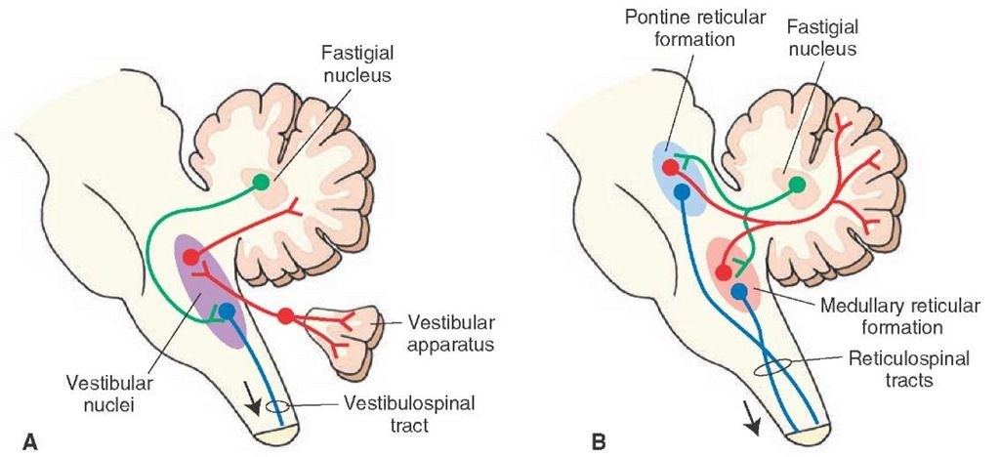 Fastigial
nucleus
Vestibular
apparatus
Vestibular
nuclei
Vestibulospinal
tract
A
Pontine reticular
formation
Fastigial
nucleus
Medullary reticular
formation
Reticulospinal
tracts
B